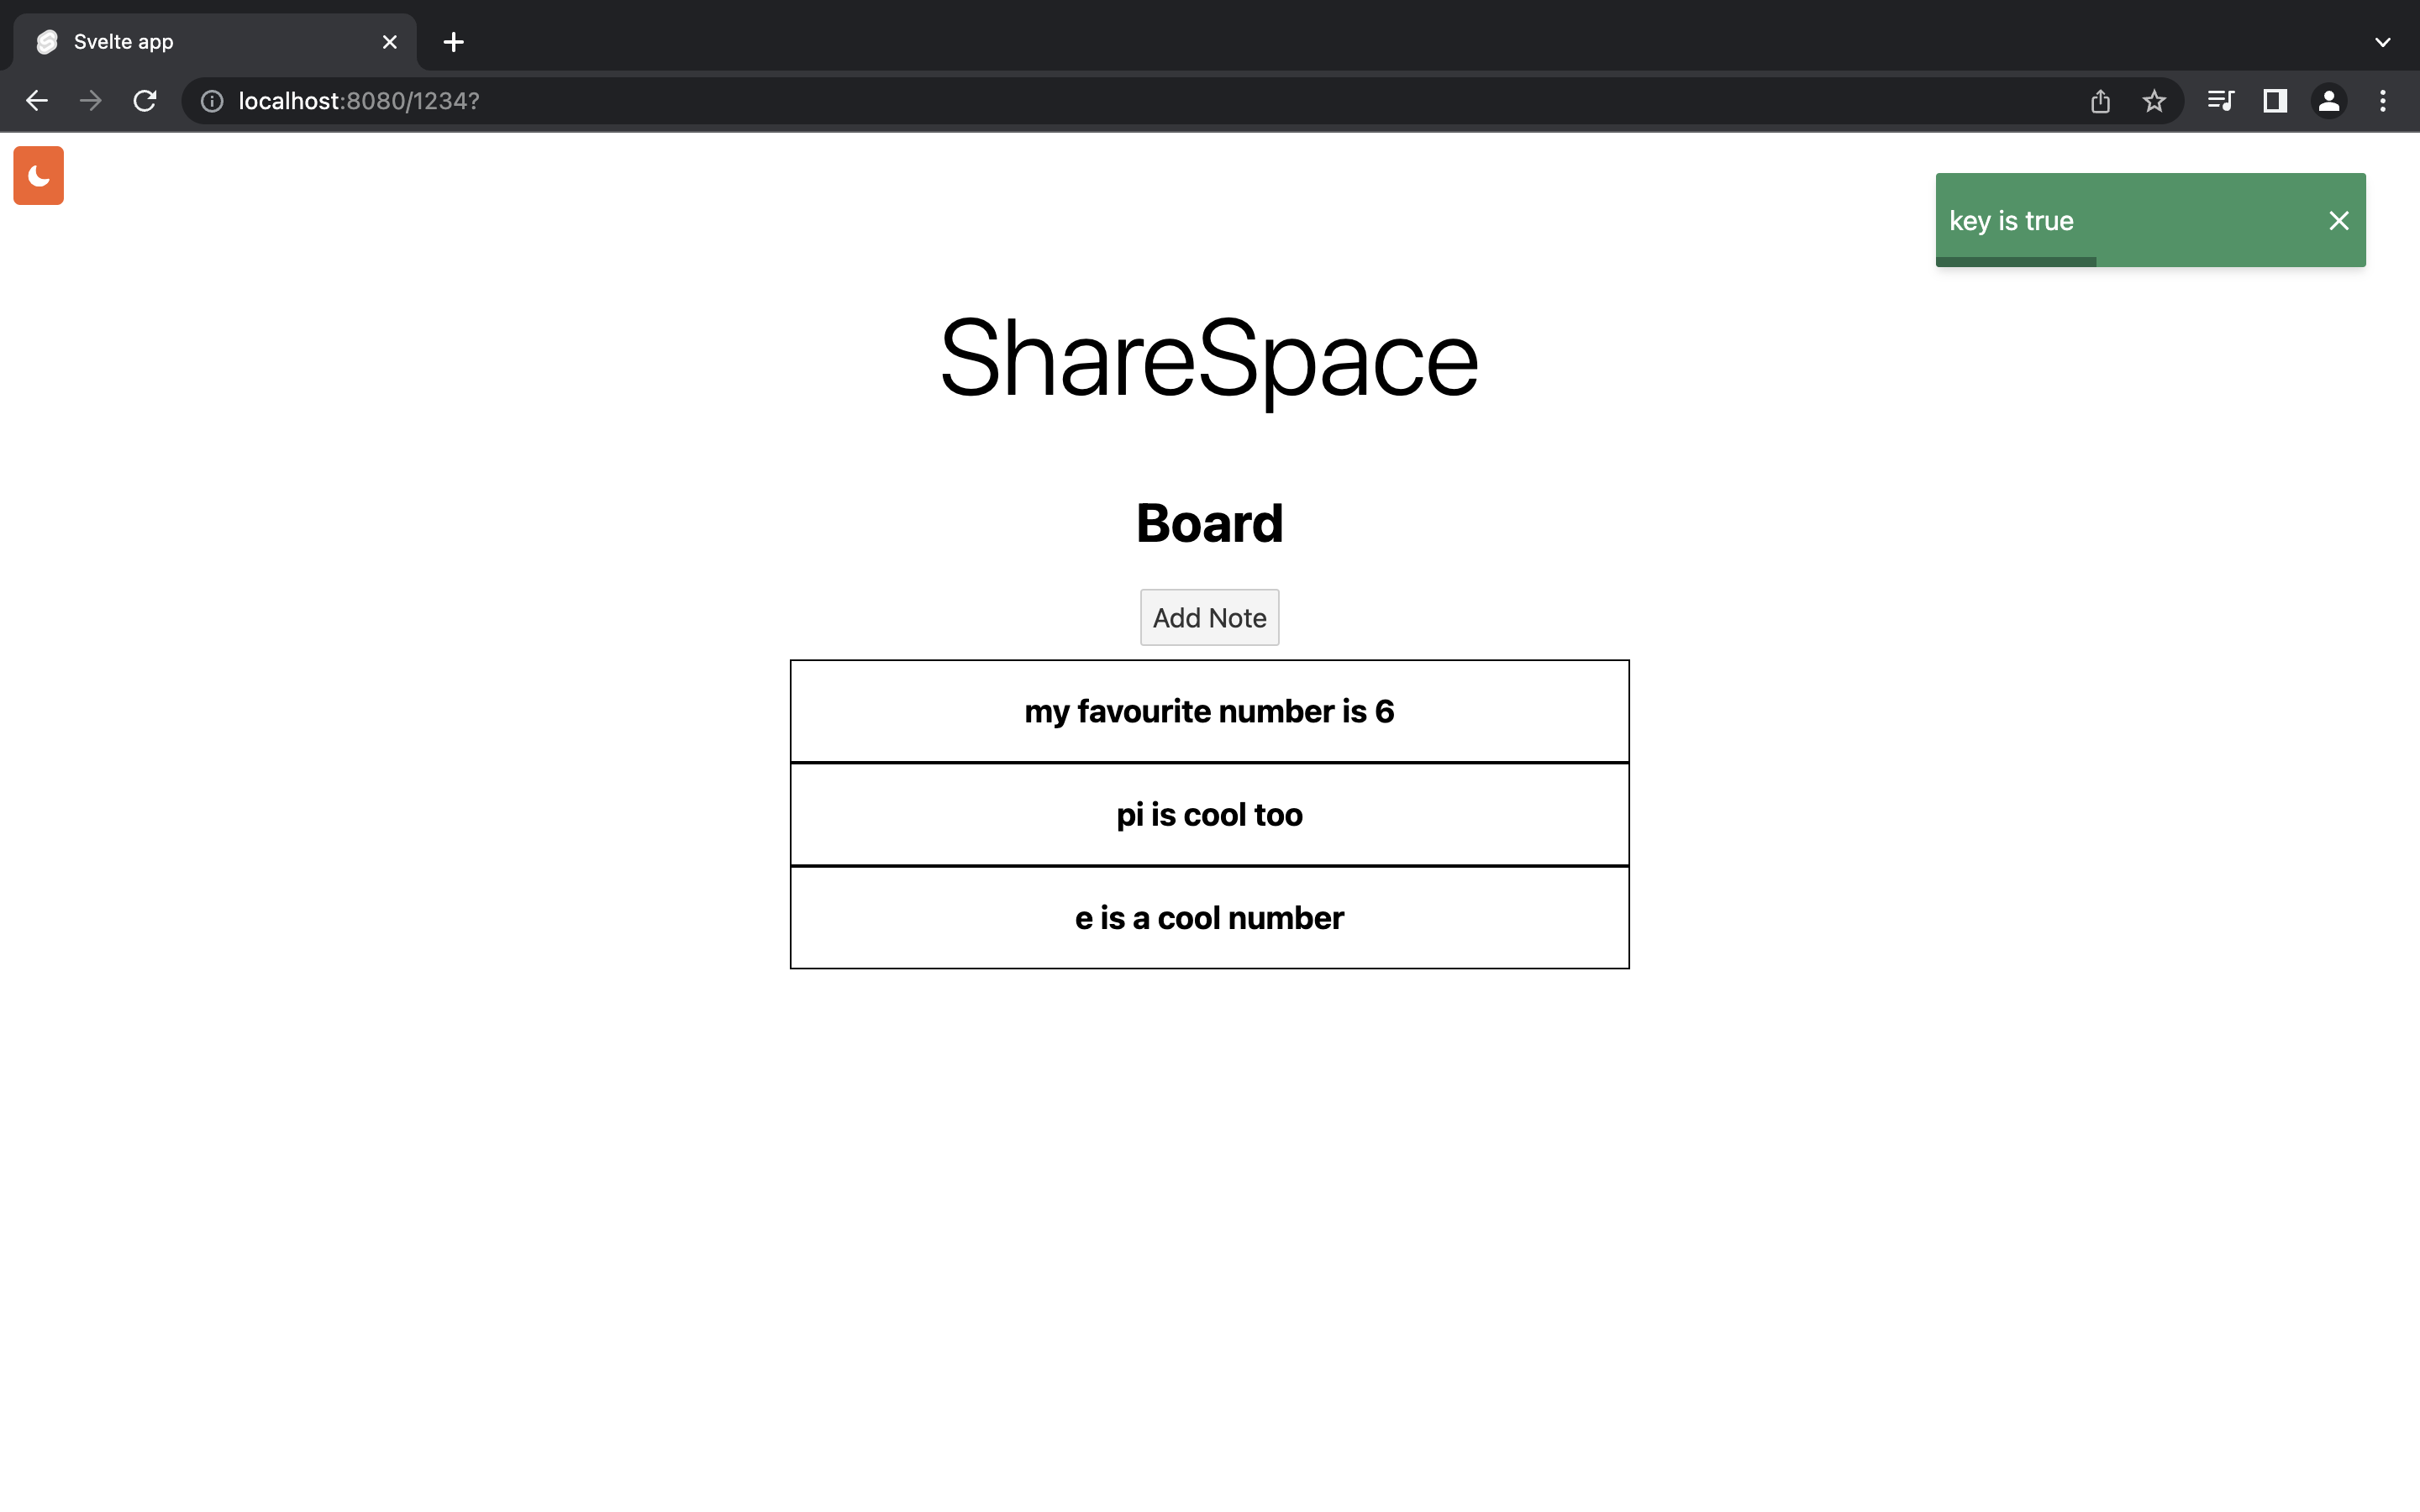 Svelte app
localhost:8080/1234?
key is true
ShareSpace
Board
Add Note
my favourite number is 6
pi is cool too
e is a cool number